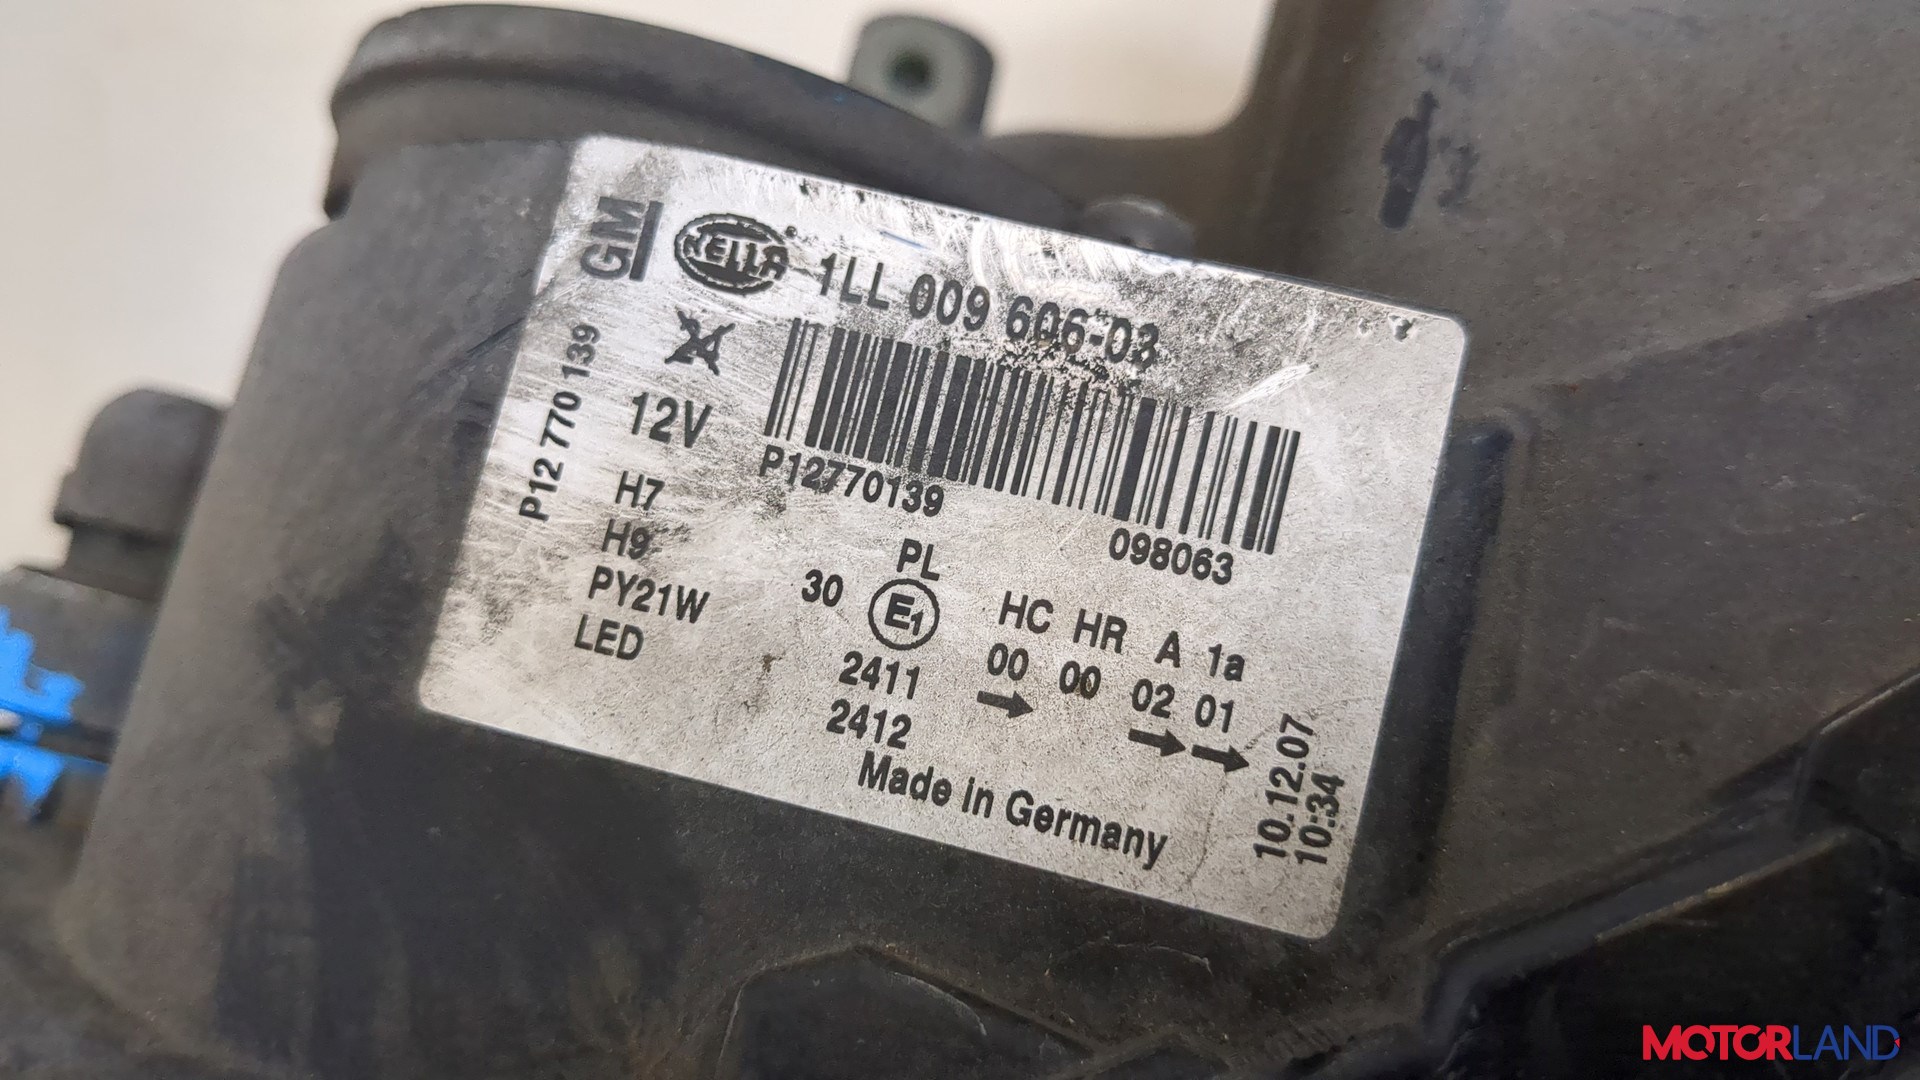 GM
HELLA
1LL 009 606-03
24
P12 770 139
12V
P12770139
098063
H7
H9
PY21W
LED
PL
30 E1
2411
2412
HC HR A 1a
00 00 02 01
Made in Germany
10.12.07
10:34
MOTORLAND